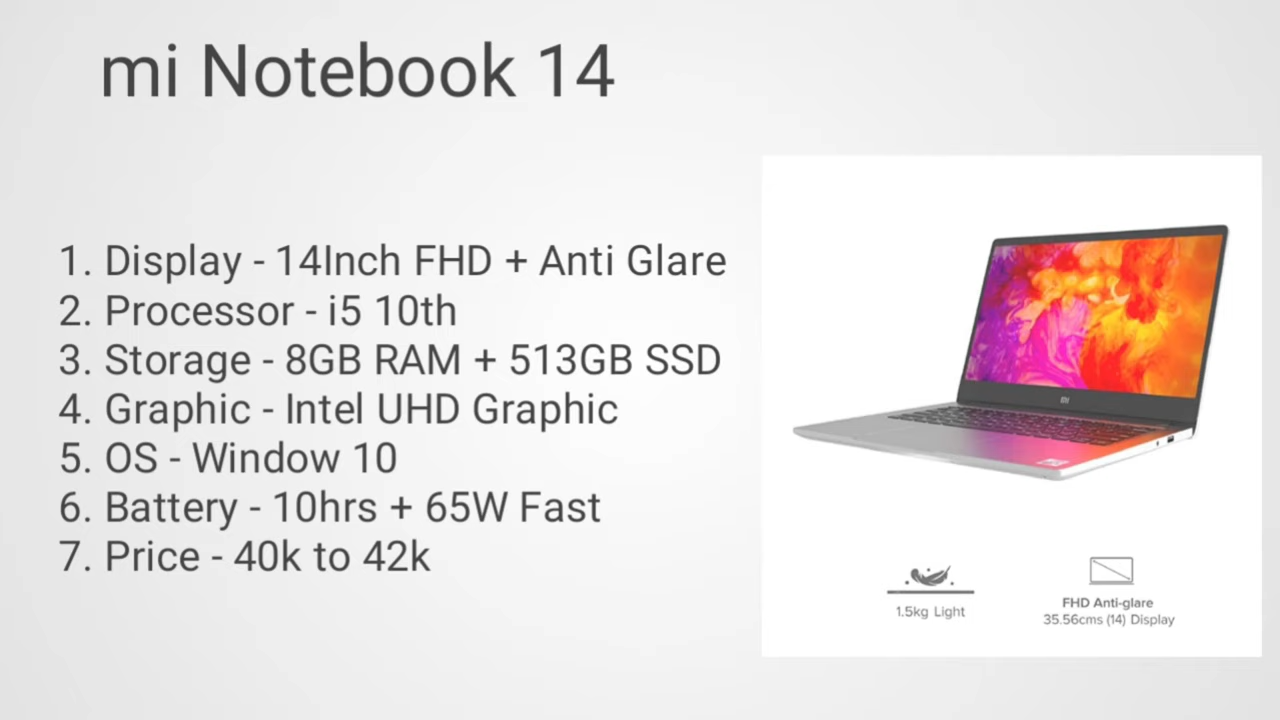 mi Notebook 14
1. Display - 14Inch FHD + Anti Glare
2. Processor - i5 10th
3. Storage - 8GB RAM + 513GB SSD
4. Graphic - Intel UHD Graphic
5. OS - Window 10
6. Battery - 10hrs + 65W Fast
7. Price - 40k to 42k
mi
1.5kg Light
FHD Anti-glare
35.56cms (14) Display